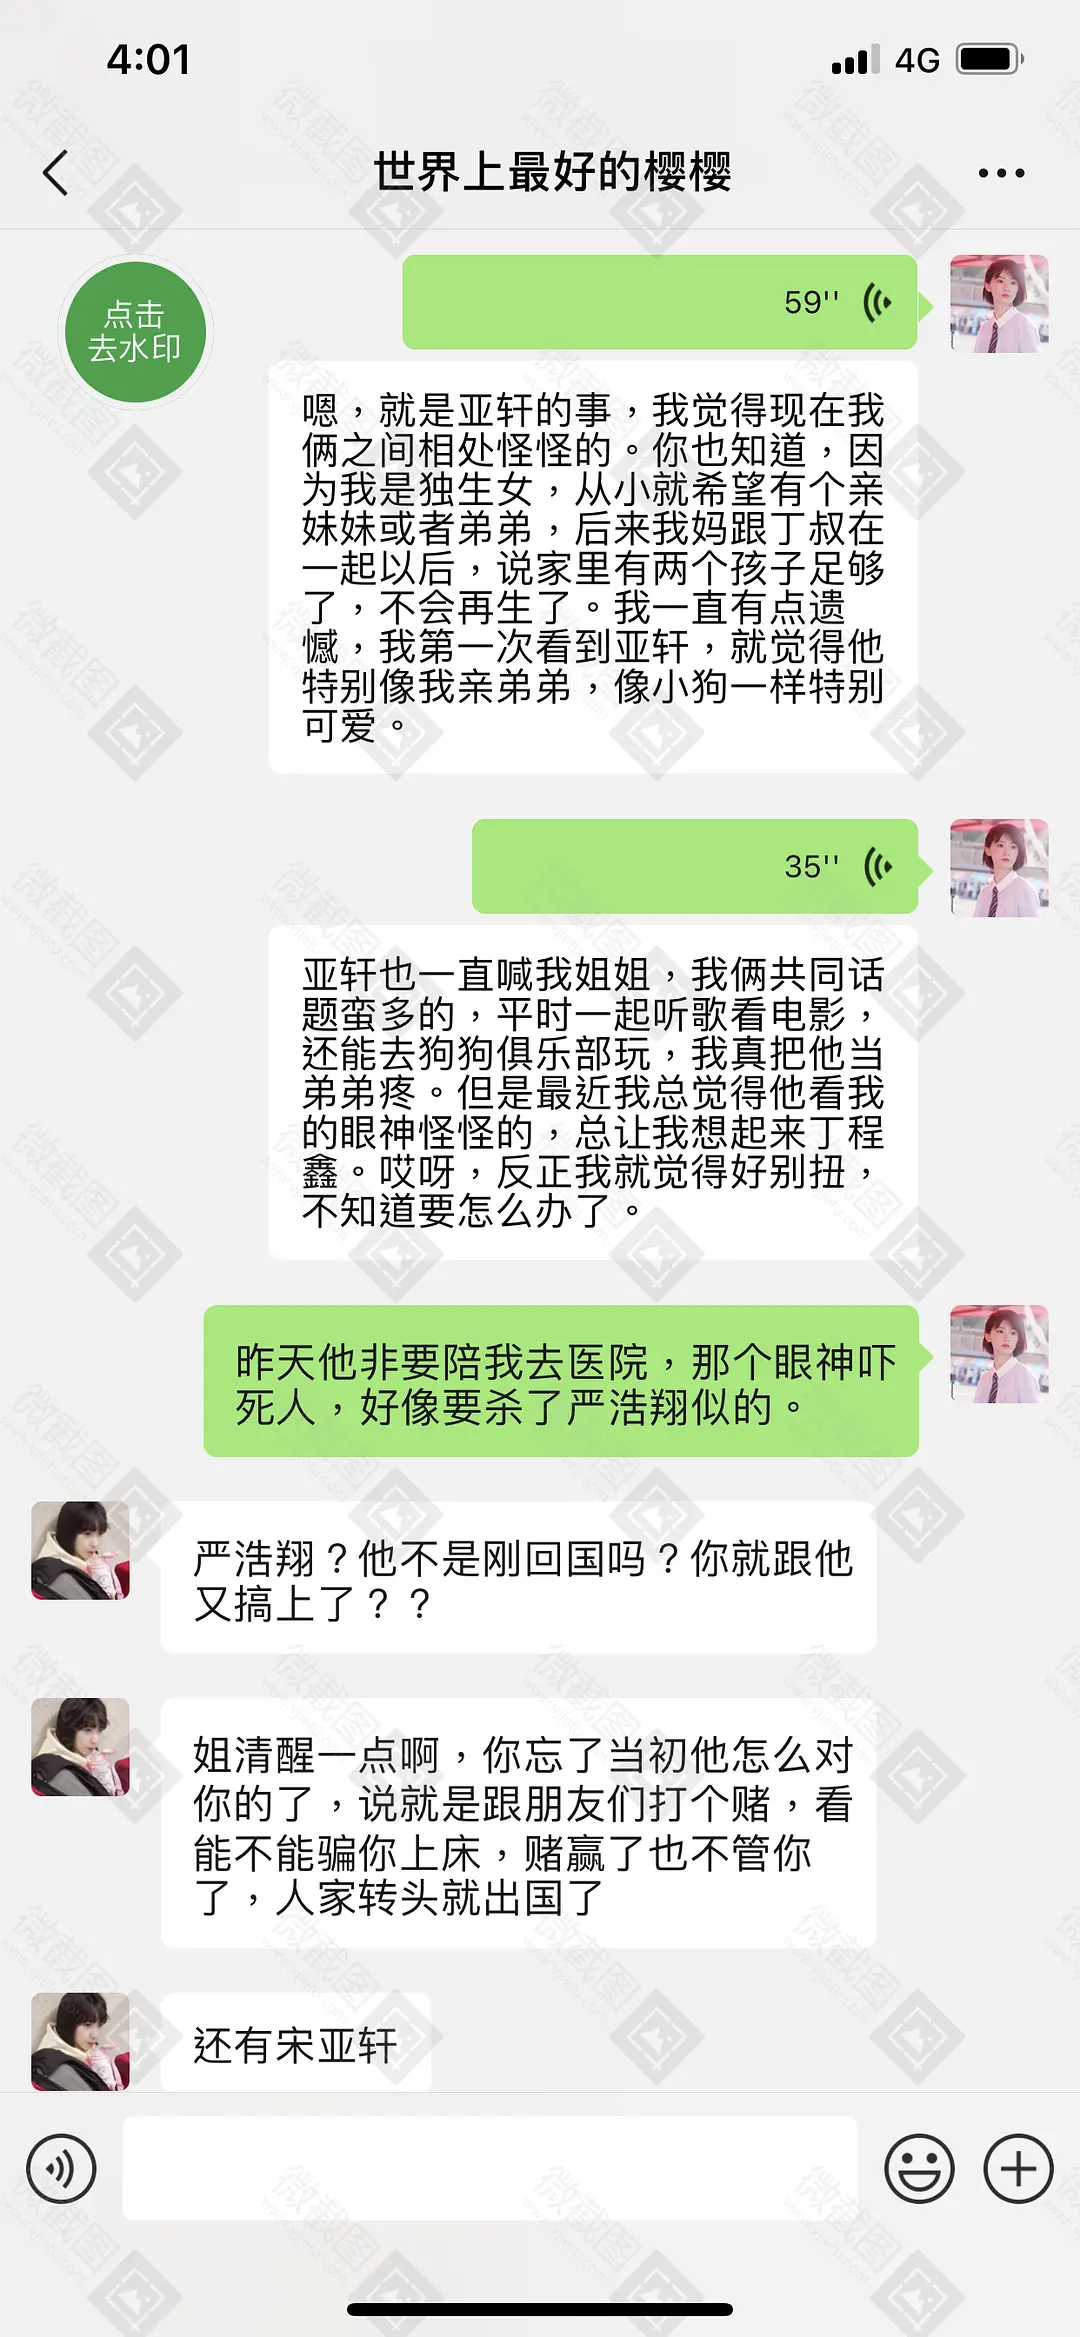 4:01
4G
世界上最好的樱樱
点击
去水印
59''
嗯，就是亚轩的事，我觉得现在我
俩之间相处怪怪的。你也知道，因
为我是独生女，从小就希望有个亲
妹妹或者弟弟，后来我妈跟丁叔在
一起以后，说家里有两个孩子足够
了，不会再生了。我一直有点遗
憾，我第一次看到亚轩，就觉得他
特别像我亲弟弟，像小狗一样特别
可爱。
35''
亚轩也一直喊我姐姐，我俩共同话
题蛮多的，平时一起听歌看电影，
还能去狗狗俱乐部玩，我真把他当
弟弟疼。但是最近我总觉得他看我
的眼神怪怪的，总让我想起来丁程
鑫。哎呀，反正我就觉得好别扭，
不知道要怎么办了。
昨天他非要陪我去医院，那个眼神吓
死人，好像要杀了严浩翔似的。
严浩翔？他不是刚回国吗？你就跟他
又搞上了？？
姐清醒一点啊，你忘了当初他怎么对
你的了，说就是跟朋友们打个赌，看
能不能骗你上床，赌赢了也不管你
了，人家转头就出国了
还有宋亚轩
微截图